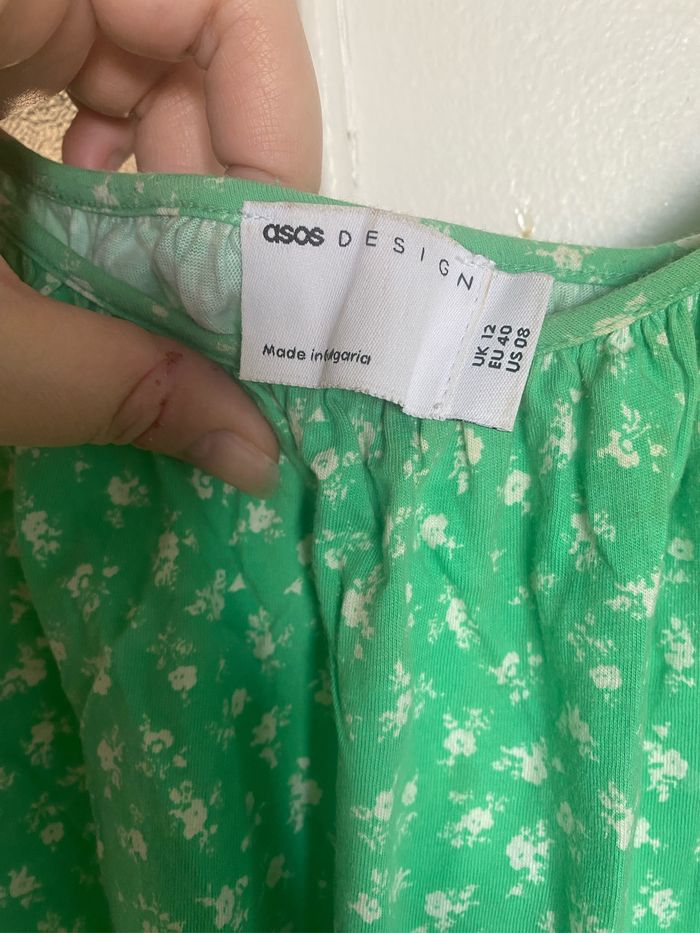 asos DESIGN
Made in Bulgaria
UK 12
EU 40
US 08